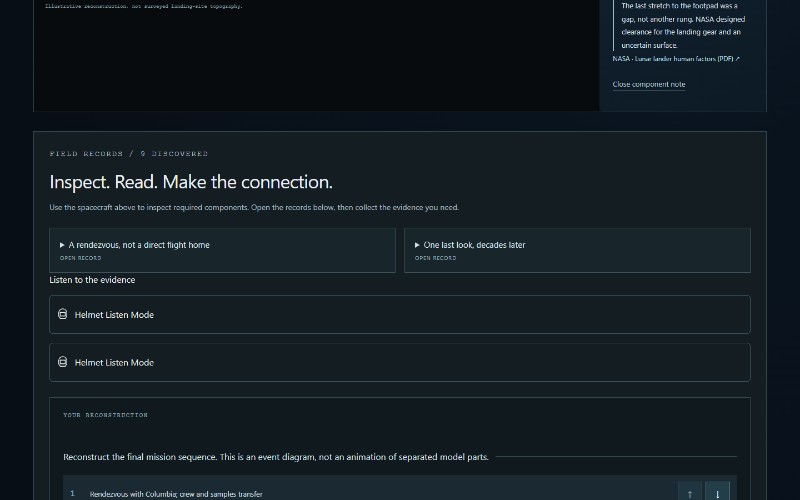 Illustrative reconstruction, not surveyed landing-site topography.
The last stretch to the footpad was a
gap, not another rung. NASA designed
clearance for the landing gear and an
uncertain surface.
NASA · Lunar lander human factors (PDF) ↗
Close component note
FIELD RECORDS / 9 DISCOVERED
Inspect. Read. Make the connection.
Use the spacecraft above to inspect required components. Open the records below, then collect the evidence you need.
▶ A rendezvous, not a direct flight home
OPEN RECORD
▶ One last look, decades later
OPEN RECORD
Listen to the evidence
Helmet Listen Mode
Helmet Listen Mode
YOUR RECONSTRUCTION
Reconstruct the final mission sequence. This is an event diagram, not an animation of separated model parts.
1 Rendezvous with Columbia; crew and samples transfer ↑ ↓